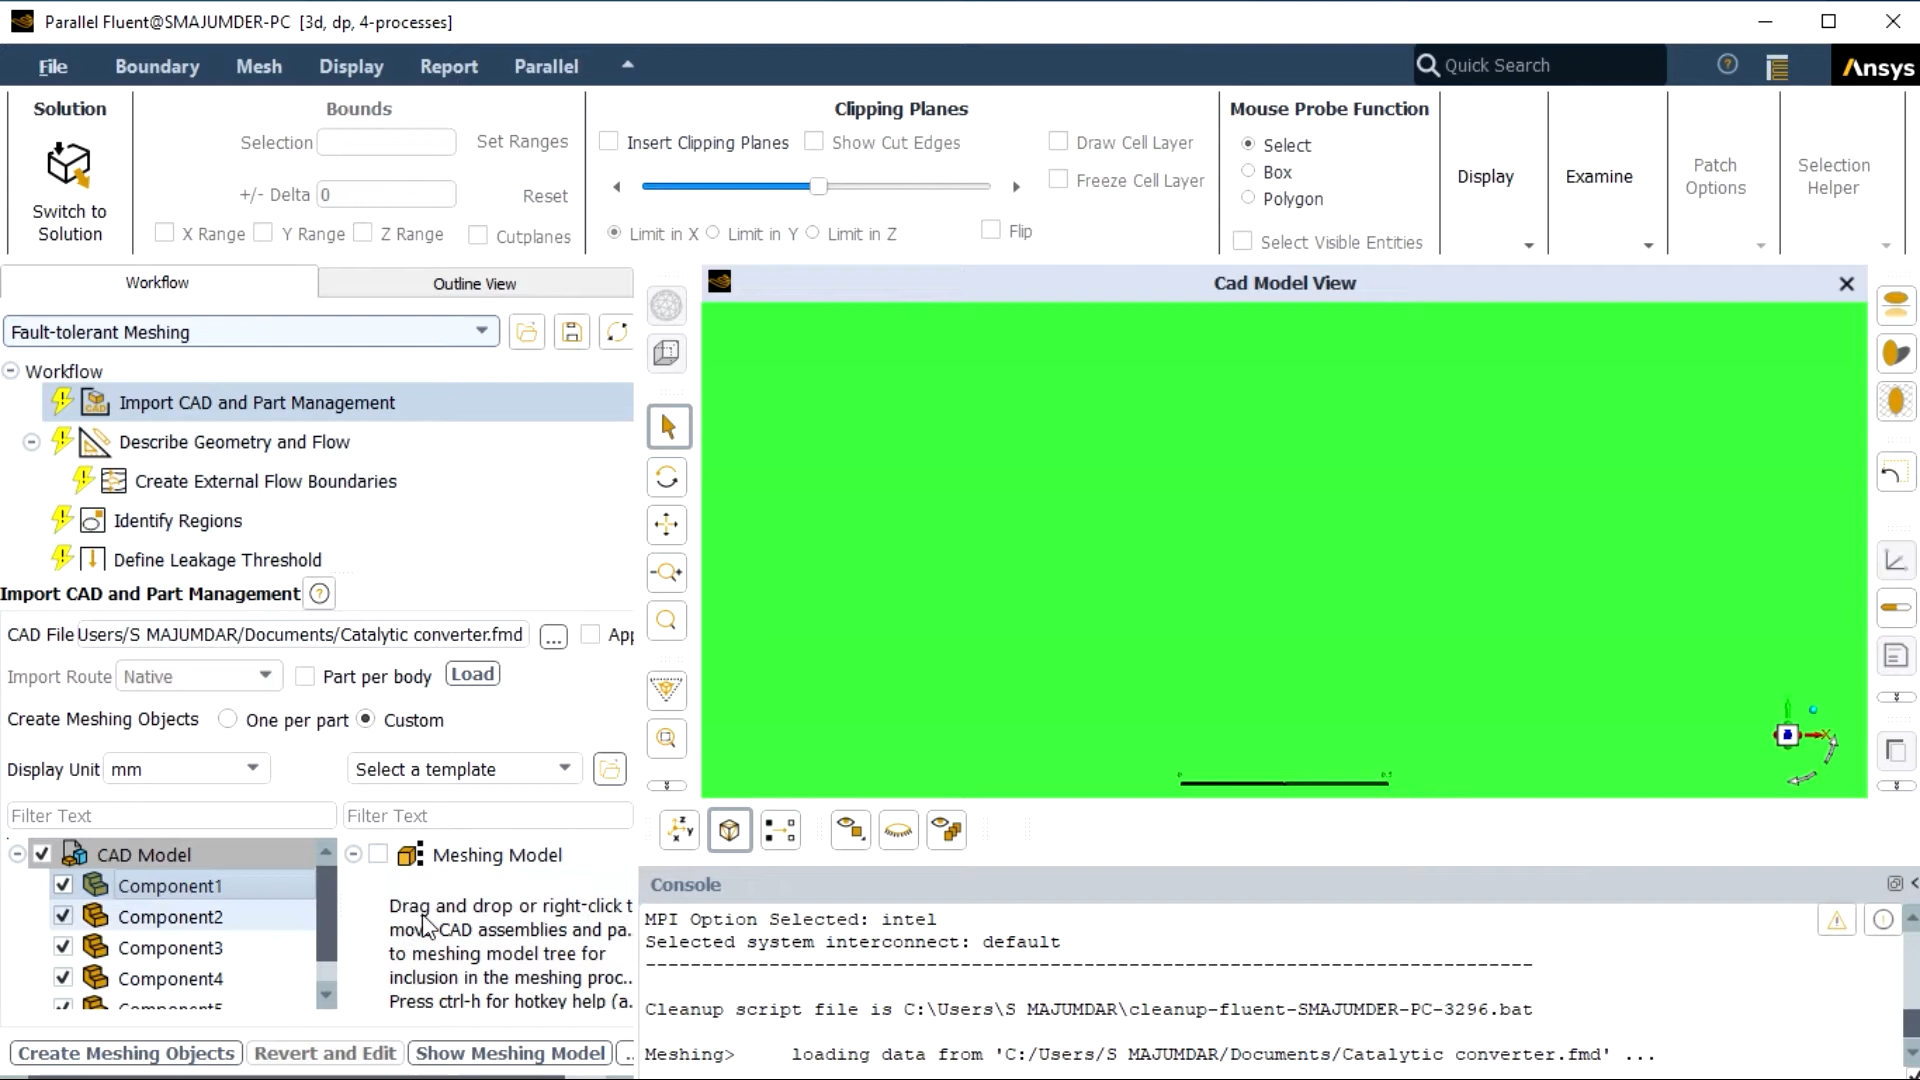 Parallel Fluent@SMAJUMDER-PC [3d, dp, 4-processes]
File Boundary Mesh Display Report Parallel
Quick Search
Ansys
Solution
Switch to
Solution
Bounds
Selection
Set Ranges
+/- Delta 0
Reset
X Range Y Range Z Range Cutplanes
Clipping Planes
Insert Clipping Planes Show Cut Edges
Draw Cell Layer
Freeze Cell Layer
Limit in X Limit in Y Limit in Z
Flip
Mouse Probe Function
Select
Box
Polygon
Select Visible Entities
Display
Examine
Patch
Options
Selection
Helper
Workflow
Outline View
Fault-tolerant Meshing
Workflow
Import CAD and Part Management
Describe Geometry and Flow
Create External Flow Boundaries
Identify Regions
Define Leakage Threshold
Import CAD and Part Management
CAD File Users/S MAJUMDAR/Documents/Catalytic converter.fmd ... App
Import Route Native Part per body Load
Create Meshing Objects One per part Custom
Display Unit mm Select a template
Filter Text Filter Text
CAD Model
Component1
Component2
Component3
Component4
Component5
Meshing Model
Drag and drop or right-click t
move CAD assemblies and pa..
to meshing model tree for
inclusion in the meshing proc...
Press ctrl-h for hotkey help (a.
Create Meshing Objects Revert and Edit Show Meshing Model ..
Cad Model View
X
0 0.5
z
y
x
Console
MPI Option Selected: intel
Selected system interconnect: default
--------------------------------------------------------------------------------
Cleanup script file is C:\Users\S MAJUMDAR\cleanup-fluent-SMAJUMDER-PC-3296.bat
Meshing> loading data from 'C:/Users/S MAJUMDAR/Documents/Catalytic converter.fmd' ...